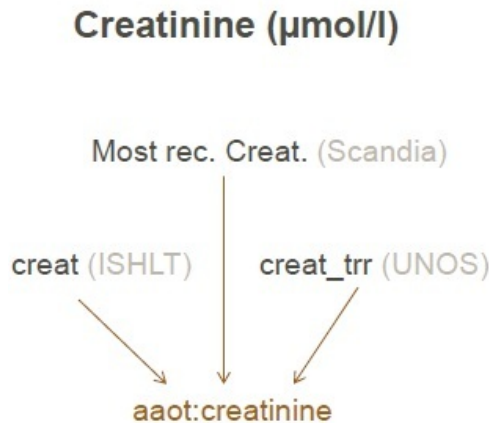 Creatinine (µmol/l)
Most rec. Creat. (Scandia)
creat (ISHLT)
creat_trr (UNOS)
aaot:creatinine